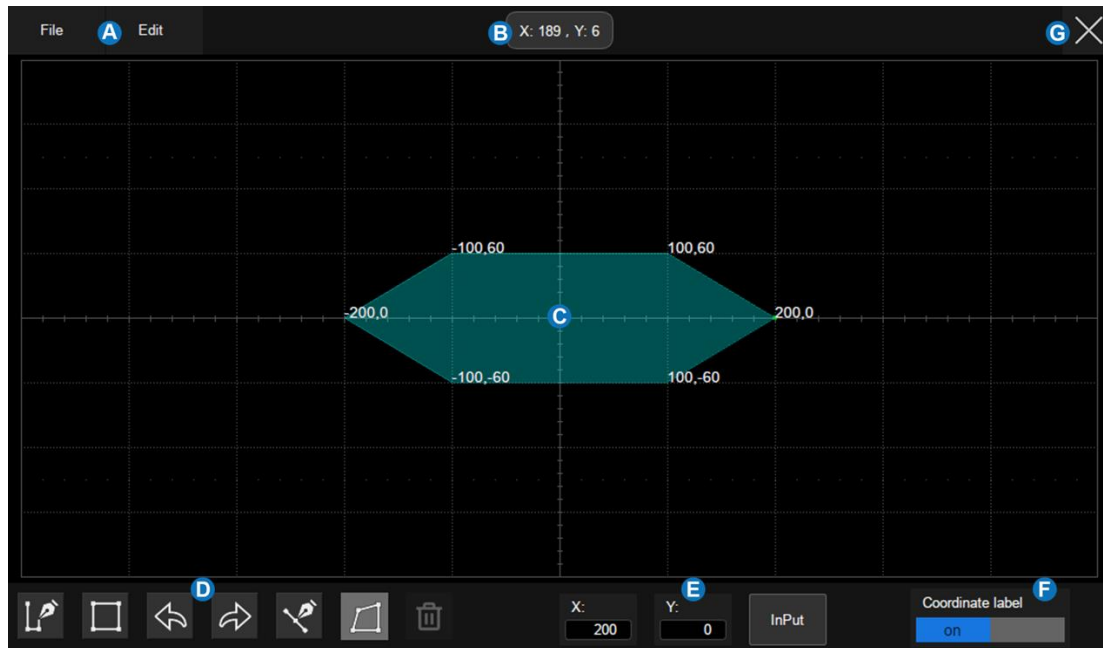 File A Edit B X: 189 , Y: 6 G
-100,60 100,60
-200,0 C 200,0
-100,-60 100,-60
D E F
X: Y: InPut Coordinate label
200 0 on